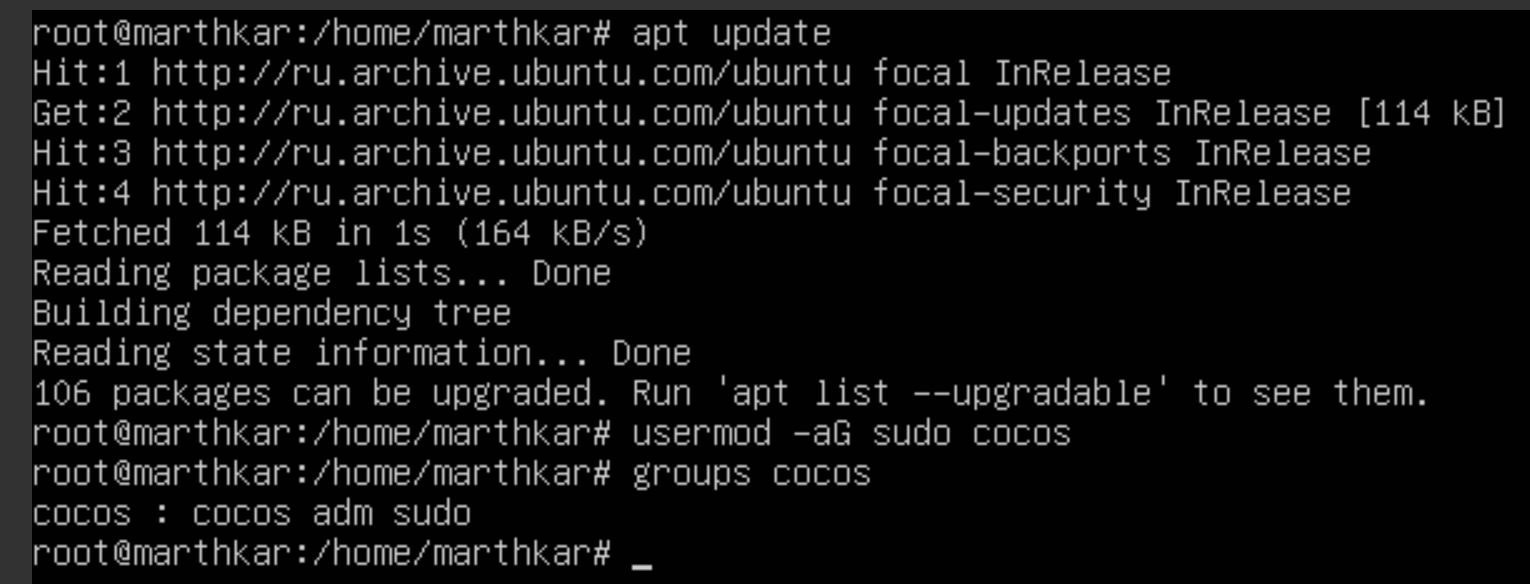 root@marthkar:/home/marthkar# apt update
Hit:1 http://ru.archive.ubuntu.com/ubuntu focal InRelease
Get:2 http://ru.archive.ubuntu.com/ubuntu focal-updates InRelease [114 kB]
Hit:3 http://ru.archive.ubuntu.com/ubuntu focal-backports InRelease
Hit:4 http://ru.archive.ubuntu.com/ubuntu focal-security InRelease
Fetched 114 kB in 1s (164 kB/s)
Reading package lists... Done
Building dependency tree
Reading state information... Done
106 packages can be upgraded. Run 'apt list --upgradable' to see them.
root@marthkar:/home/marthkar# usermod -aG sudo cocos
root@marthkar:/home/marthkar# groups cocos
cocos : cocos adm sudo
root@marthkar:/home/marthkar# _